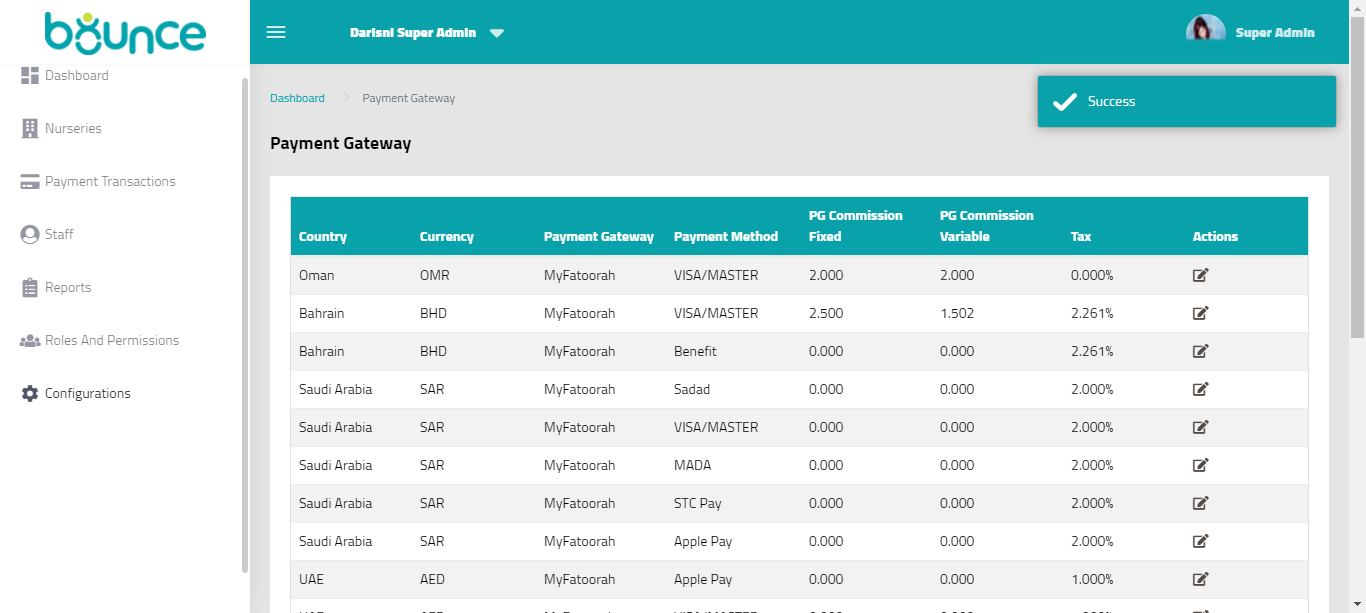 bounce
Darisni Super Admin
Super Admin
Dashboard
Nurseries
Payment Transactions
Staff
Reports
Roles And Permissions
Configurations
Dashboard > Payment Gateway
Success
Payment Gateway
Country Currency Payment Gateway Payment Method PG Commission Fixed PG Commission Variable Tax Actions
Oman OMR MyFatoorah VISA/MASTER 2.000 2.000 0.000%
Bahrain BHD MyFatoorah VISA/MASTER 2.500 1.502 2.261%
Bahrain BHD MyFatoorah Benefit 0.000 0.000 2.261%
Saudi Arabia SAR MyFatoorah Sadad 0.000 0.000 2.000%
Saudi Arabia SAR MyFatoorah VISA/MASTER 0.000 0.000 2.000%
Saudi Arabia SAR MyFatoorah MADA 0.000 0.000 2.000%
Saudi Arabia SAR MyFatoorah STC Pay 0.000 0.000 2.000%
Saudi Arabia SAR MyFatoorah Apple Pay 0.000 0.000 2.000%
UAE AED MyFatoorah Apple Pay 0.000 0.000 1.000%